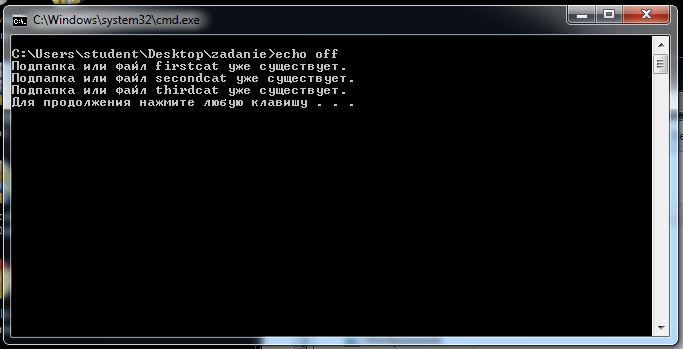 C:\Windows\system32\cmd.exe
C:\Users\student\Desktop\zadanie>echo off
Подпапка или файл firstcat уже существует.
Подпапка или файл secondcat уже существует.
Подпапка или файл thirdcat уже существует.
Для продолжения нажмите любую клавишу . . .